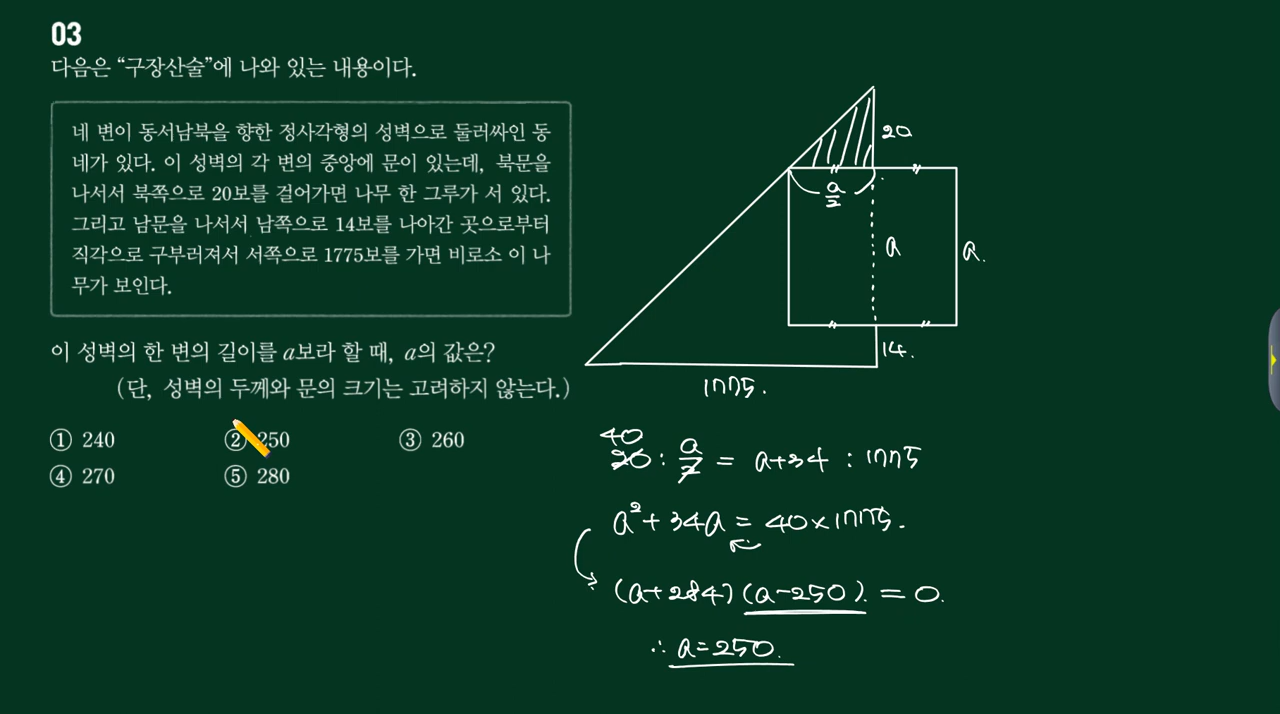 03
다음은 “구장산술”에 나와 있는 내용이다.
네 변이 동서남북을 향한 정사각형의 성벽으로 둘러싸인 동
네가 있다. 이 성벽의 각 변의 중앙에 문이 있는데, 북문을
나서서 북쪽으로 20보를 걸어가면 나무 한 그루가 서 있다.
그리고 남문을 나서서 남쪽으로 14보를 나아간 곳으로부터
직각으로 구부러져서 서쪽으로 1775보를 가면 비로소 이 나
무가 보인다.
이 성벽의 한 변의 길이를 a보라 할 때, a의 값은?
(단, 성벽의 두께와 문의 크기는 고려하지 않는다.)
① 240
② 250
③ 260
④ 270
⑤ 280
20
a/2
a
a.
14.
1775.
40
20 : a/2 = a+34 : 1775
a²+34a = 40×1775.
(a+284)(a-250). = 0.
∴ a=250.